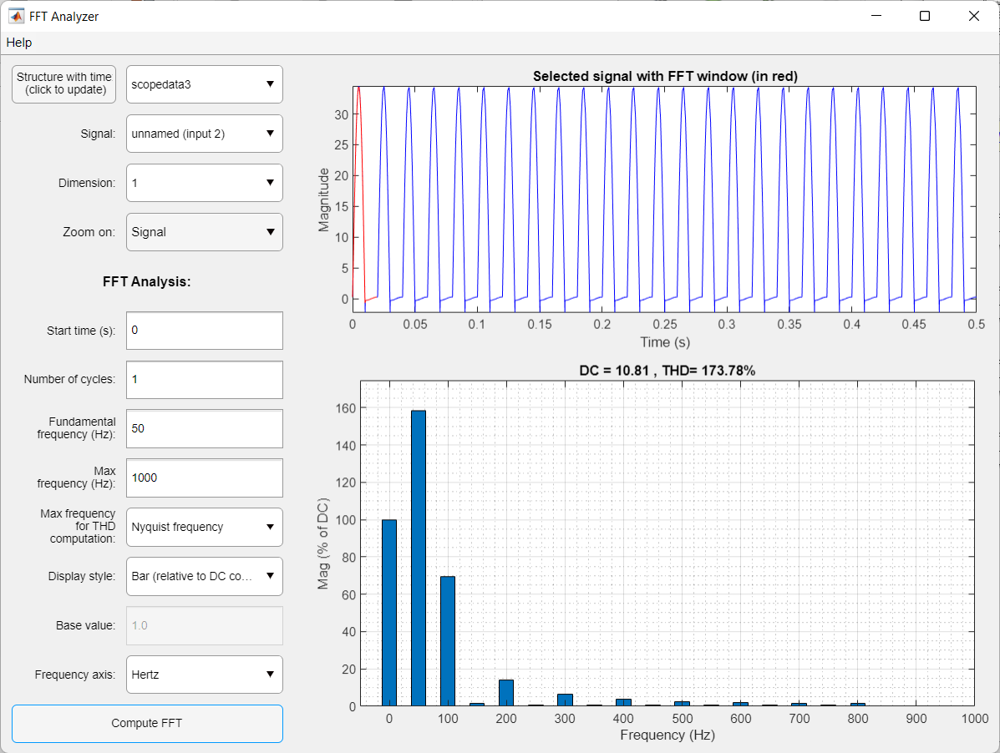 FFT Analyzer
Help
Structure with time
(click to update)
scopedata3
Signal:
unnamed (input 2)
Dimension:
1
Zoom on:
Signal
FFT Analysis:
Start time (s):
0
Number of cycles:
1
Fundamental
frequency (Hz):
50
Max
frequency (Hz):
1000
Max frequency
for THD
computation:
Nyquist frequency
Display style:
Bar (relative to DC co...
Base value:
1.0
Frequency axis:
Hertz
Compute FFT
Selected signal with FFT window (in red)
Magnitude
30
25
20
15
10
5
0
0 0.05 0.1 0.15 0.2 0.25 0.3 0.35 0.4 0.45 0.5
Time (s)
DC = 10.81 , THD= 173.78%
Mag (% of DC)
160
140
120
100
80
60
40
20
0
0 100 200 300 400 500 600 700 800 900 1000
Frequency (Hz)